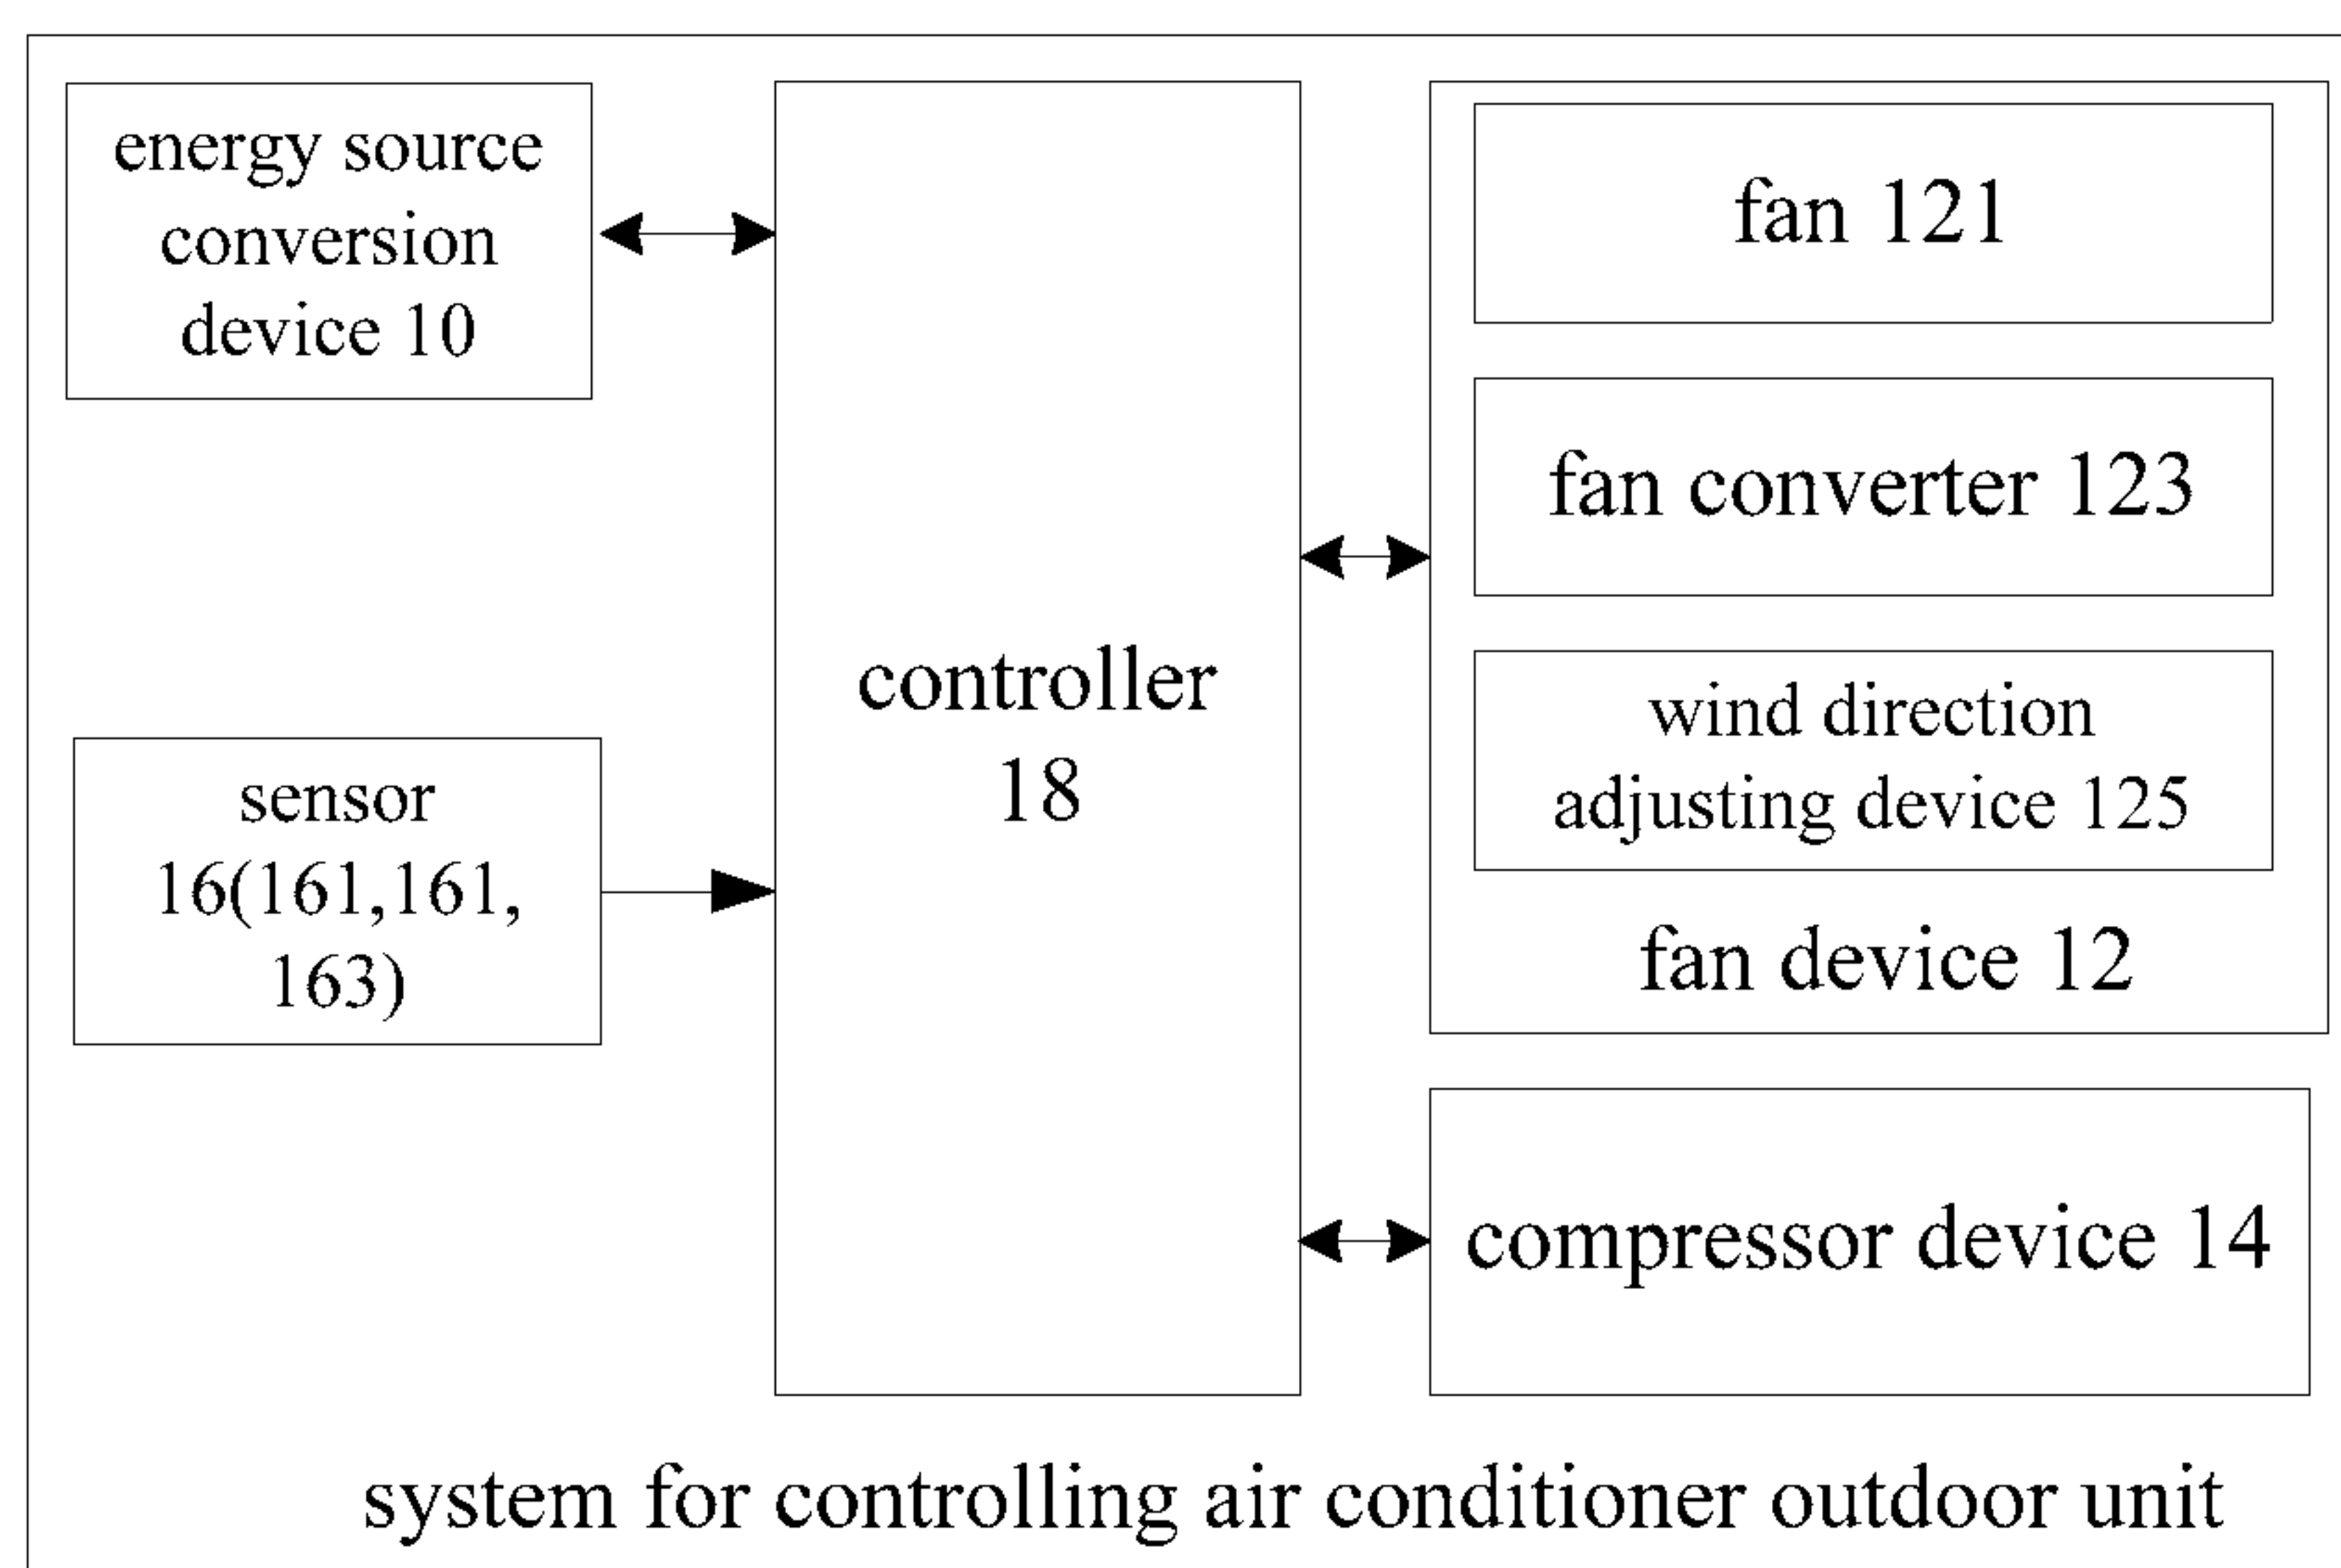 energy source
conversion
device 10
sensor
16(161,161,
163)
controller
18
fan 121
fan converter 123
wind direction
adjusting device 125
fan device 12
compressor device 14
system for controlling air conditioner outdoor unit